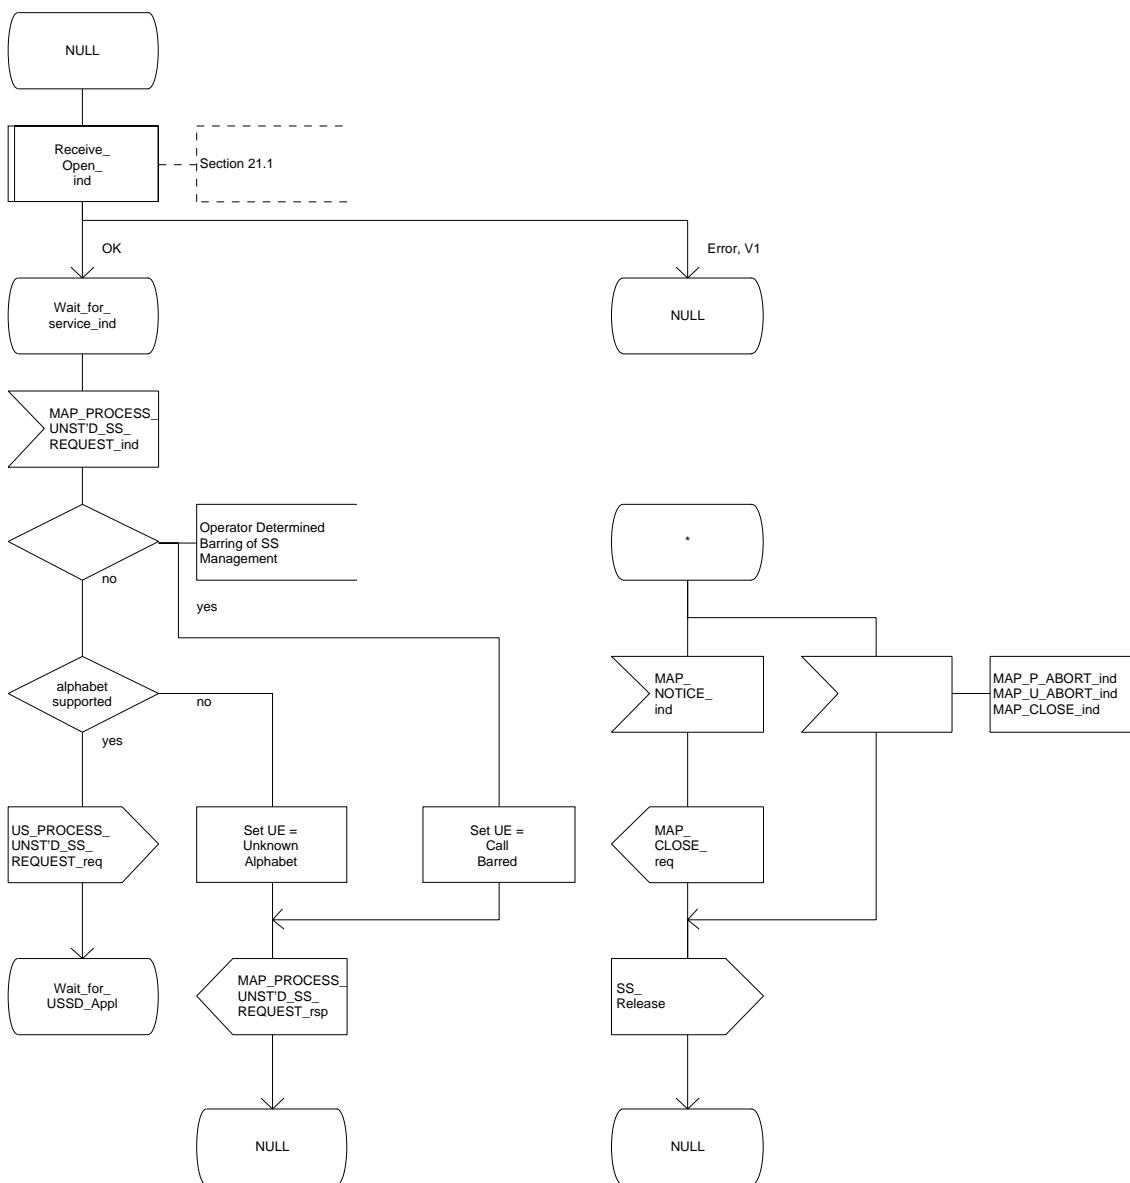 NULL
Receive_
Open_
ind
Section 21.1
OK
Error, V1
Wait_for_
service_ind
NULL
MAP_PROCESS_
UNST'D_SS_
REQUEST_ind
Operator Determined
Barring of SS
Management
no
yes
*
alphabet
supported
no
yes
MAP_
NOTICE_
ind
MAP_P_ABORT_ind
MAP_U_ABORT_ind
MAP_CLOSE_ind
US_PROCESS_
UNST'D_SS_
REQUEST_req
Set UE =
Unknown
Alphabet
Set UE =
Call
Barred
MAP_
CLOSE_
req
Wait_for_
USSD_Appl
MAP_PROCESS_
UNST'D_SS_
REQUEST_rsp
SS_
Release
NULL
NULL